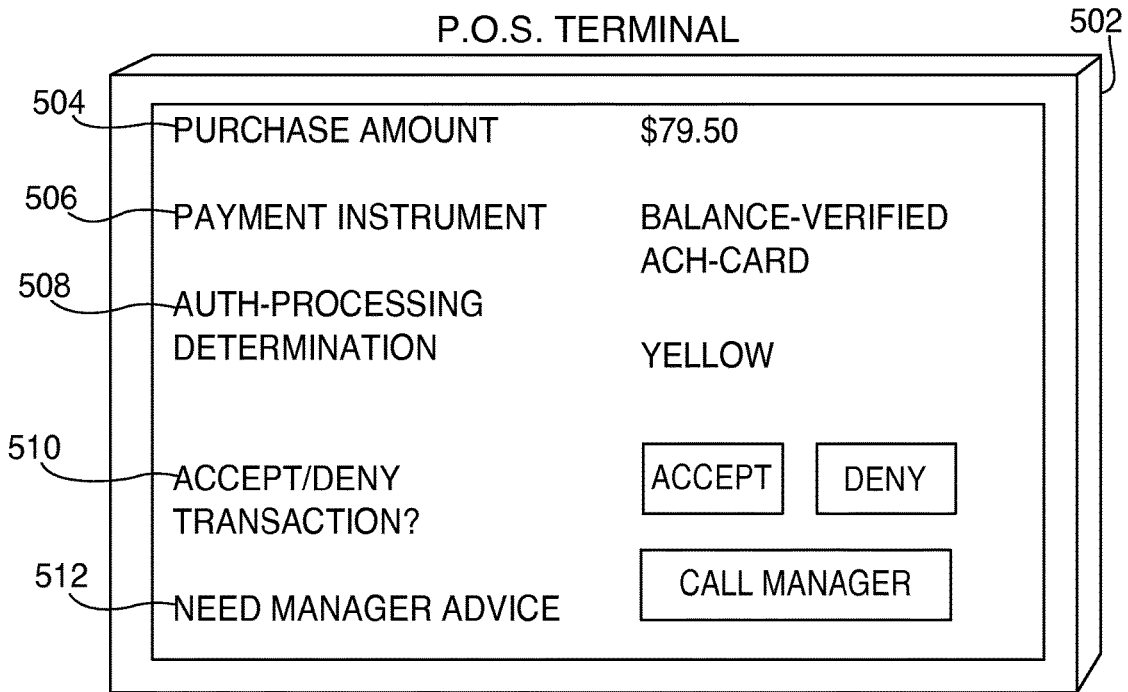 P.O.S. TERMINAL
502
504
PURCHASE AMOUNT $79.50
506
PAYMENT INSTRUMENT BALANCE-VERIFIED
ACH-CARD
508
AUTH-PROCESSING
DETERMINATION YELLOW
510
ACCEPT/DENY ACCEPT DENY
TRANSACTION?
512
NEED MANAGER ADVICE CALL MANAGER